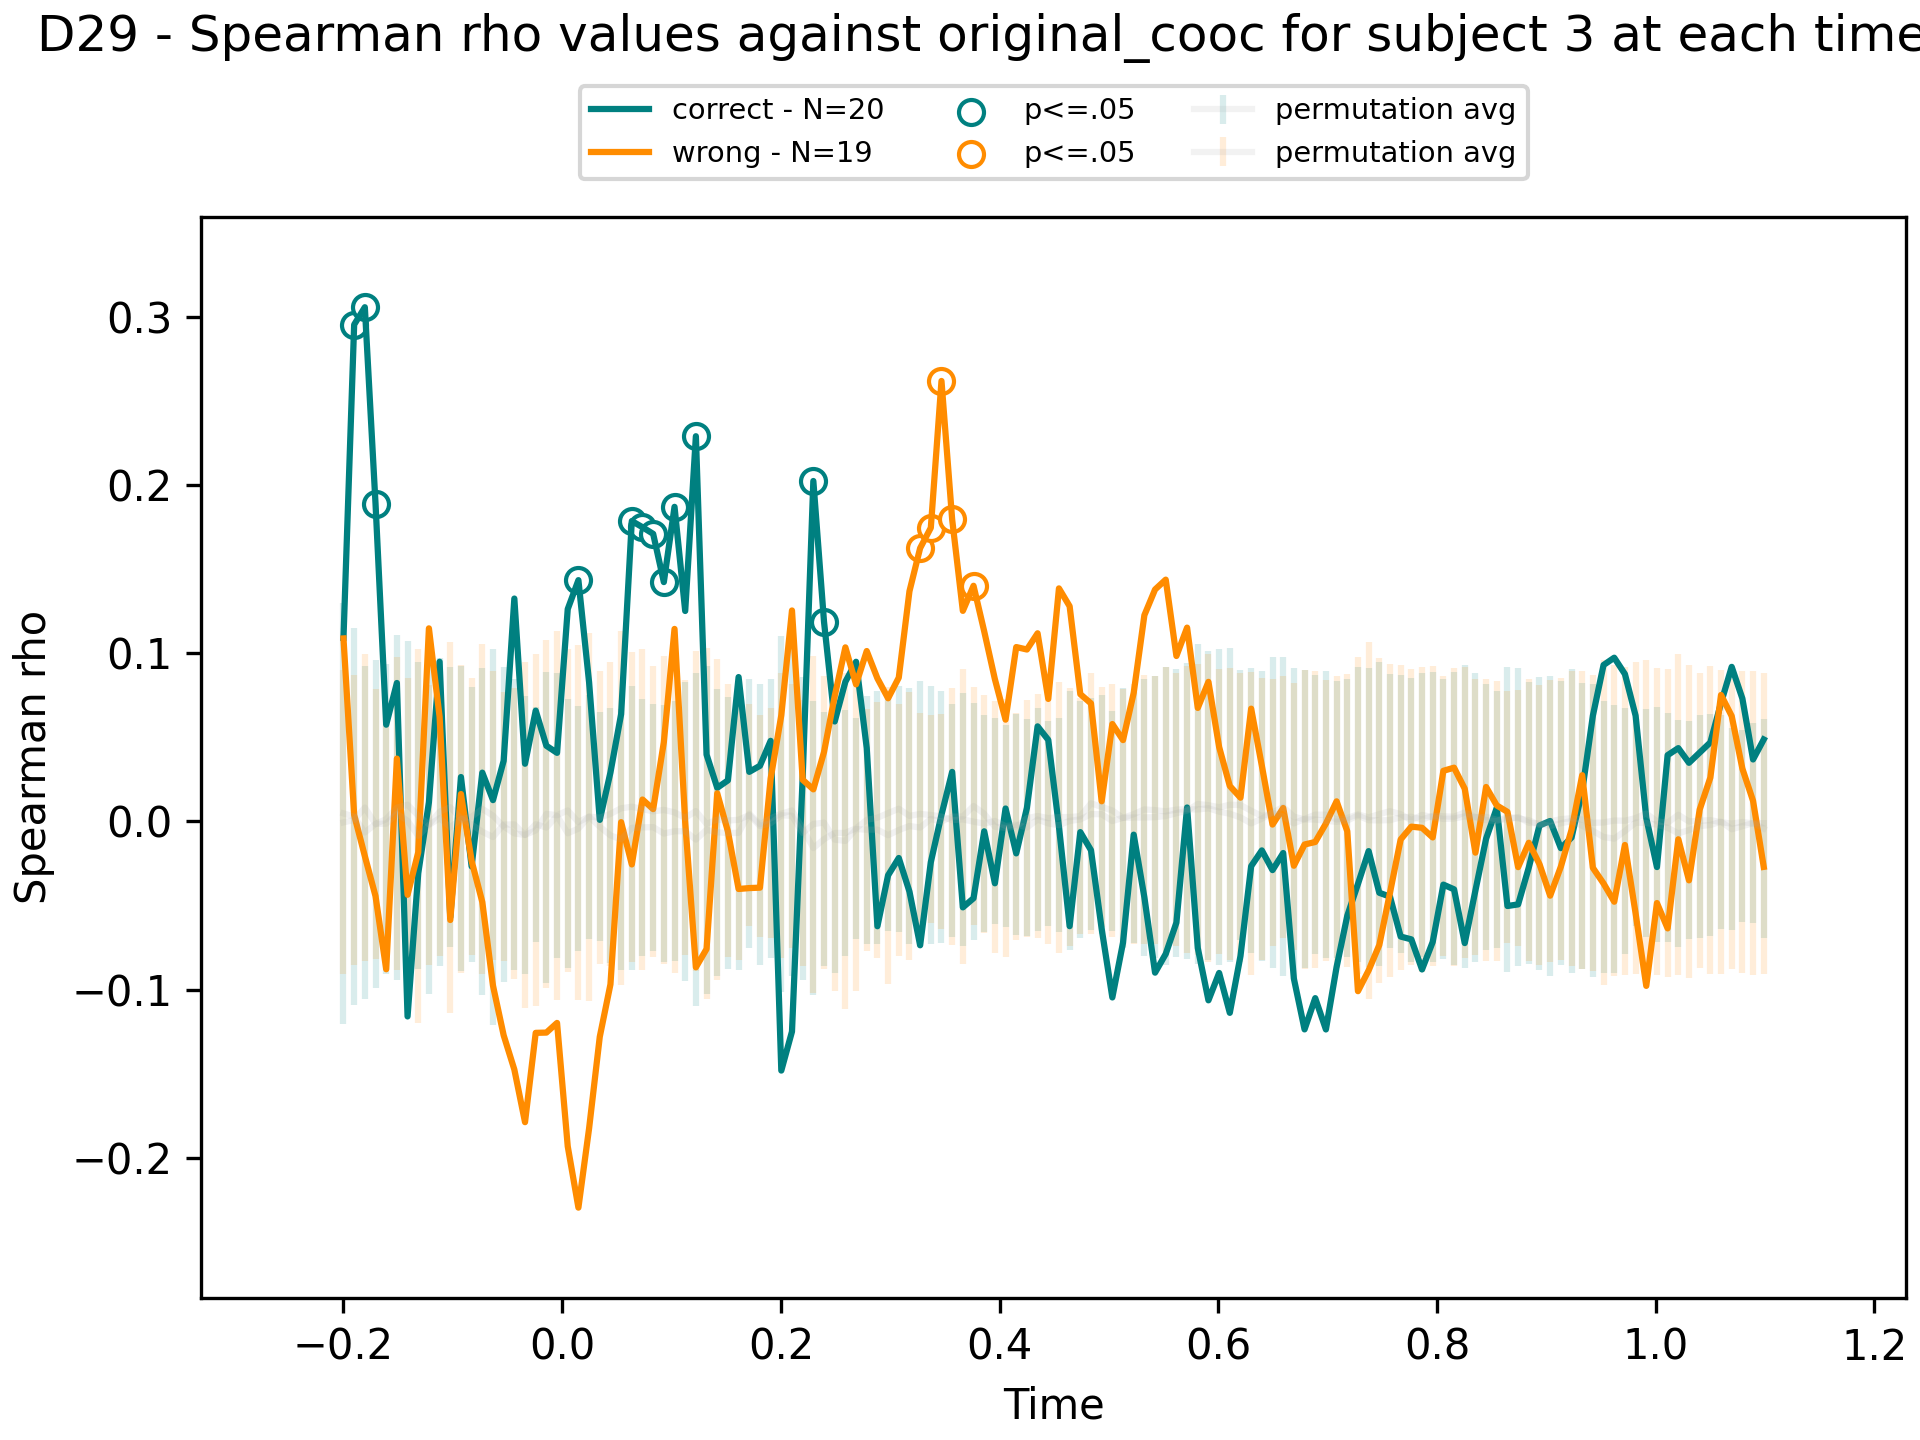 D29 - Spearman rho values against original_cooc for subject 3 at each time
correct - N=20 p<=.05 permutation avg
wrong - N=19 p<=.05 permutation avg
Spearman rho
0.3
0.2
0.1
0.0
−0.1
−0.2
−0.2 0.0 0.2 0.4 0.6 0.8 1.0 1.2
Time